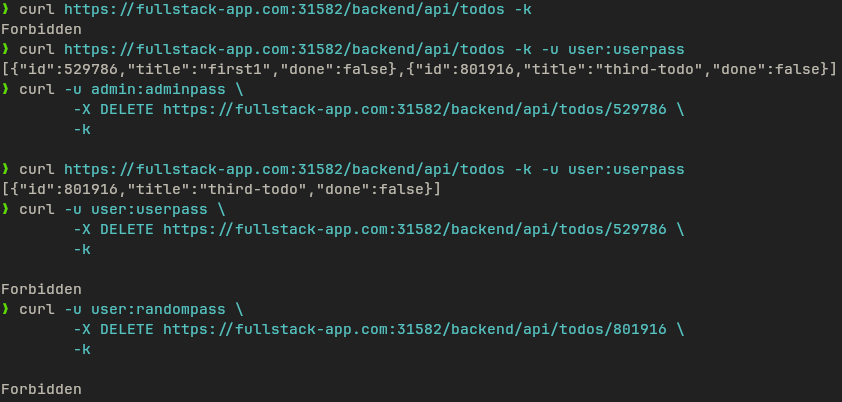 ❯ curl https://fullstack-app.com:31582/backend/api/todos -k
Forbidden
❯ curl https://fullstack-app.com:31582/backend/api/todos -k -u user:userpass
[{"id":529786,"title":"first1","done":false},{"id":801916,"title":"third-todo","done":false}]
❯ curl -u admin:adminpass \
        -X DELETE https://fullstack-app.com:31582/backend/api/todos/529786 \
        -k
❯ curl https://fullstack-app.com:31582/backend/api/todos -k -u user:userpass
[{"id":801916,"title":"third-todo","done":false}]
❯ curl -u user:userpass \
        -X DELETE https://fullstack-app.com:31582/backend/api/todos/529786 \
        -k
Forbidden
❯ curl -u user:randompass \
        -X DELETE https://fullstack-app.com:31582/backend/api/todos/801916 \
        -k
Forbidden